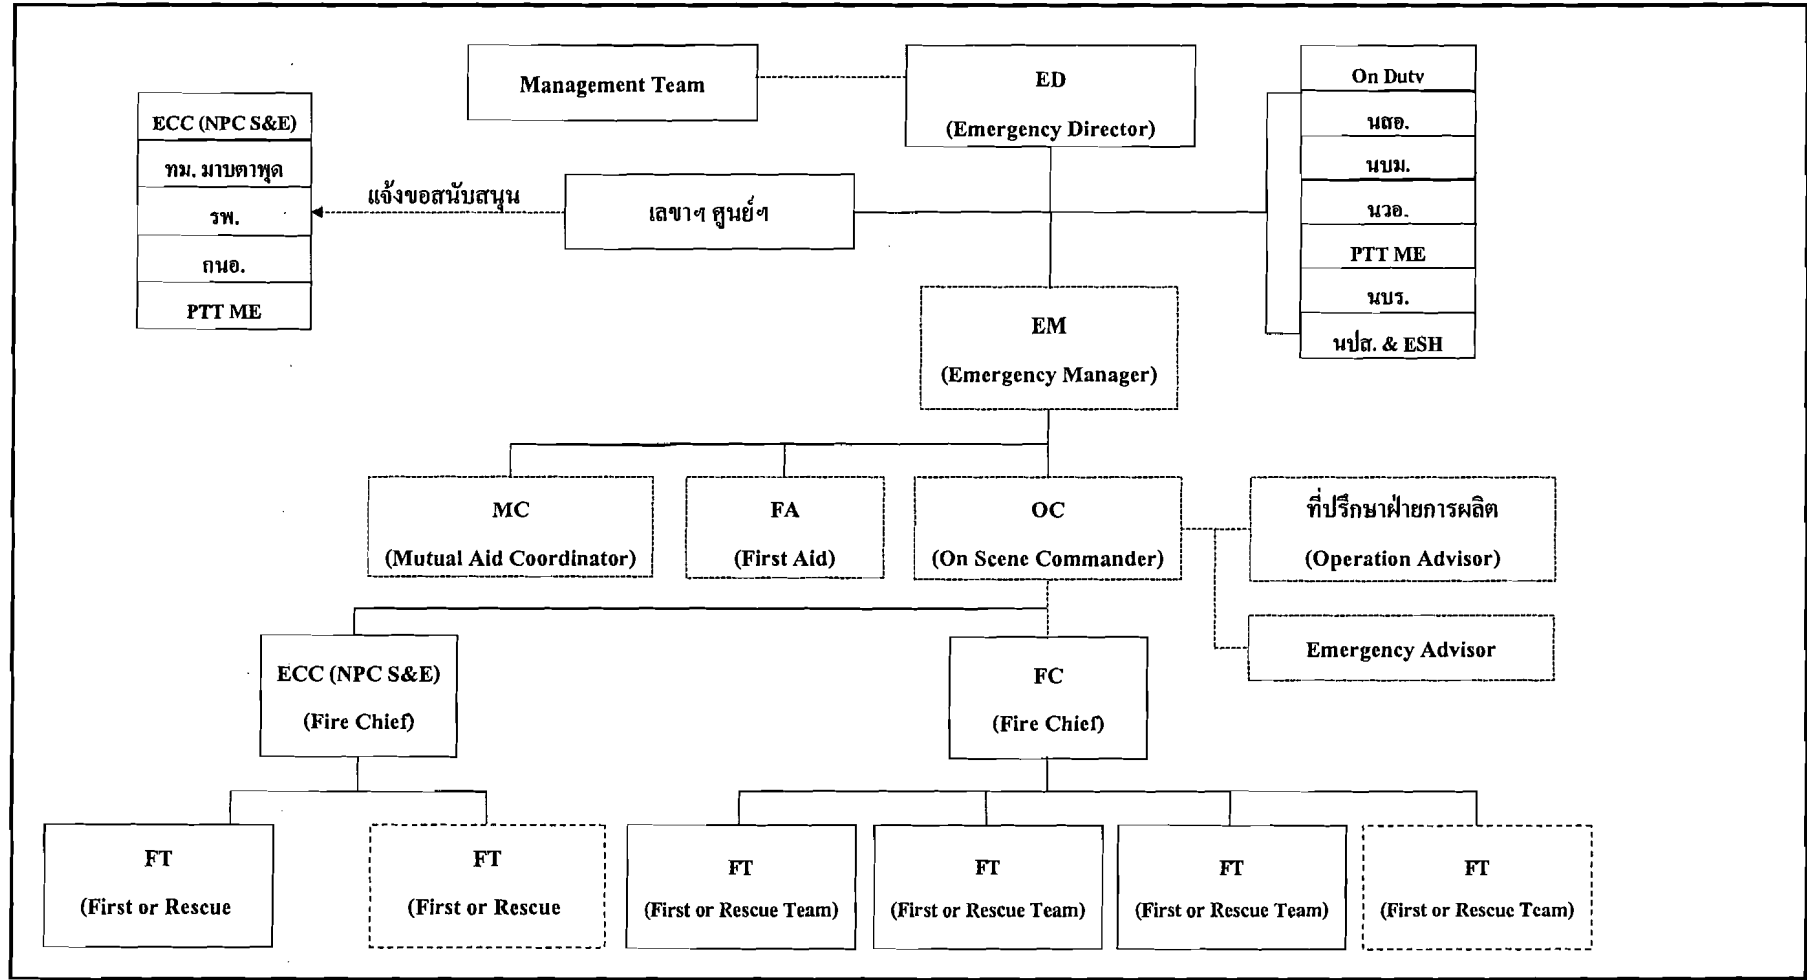 Management Team
ED
(Emergency Director)
On Duty
นสอ.
นบม.
นวอ.
PTT ME
นบร.
นปส. & ESH
ECC (NPC S&E)
ทม. มาบตาพุด
รพ.
กนอ.
PTT ME
แจ้งขอสนับสนุน
เลขาฯ ศูนย์ฯ
EM
(Emergency Manager)
MC
(Mutual Aid Coordinator)
FA
(First Aid)
OC
(On Scene Commander)
ที่ปรึกษาฝ่ายการผลิต
(Operation Advisor)
Emergency Advisor
ECC (NPC S&E)
(Fire Chief)
FC
(Fire Chief)
FT
(First or Rescue
FT
(First or Rescue
FT
(First or Rescue Team)
FT
(First or Rescue Team)
FT
(First or Rescue Team)
FT
(First or Rescue Team)